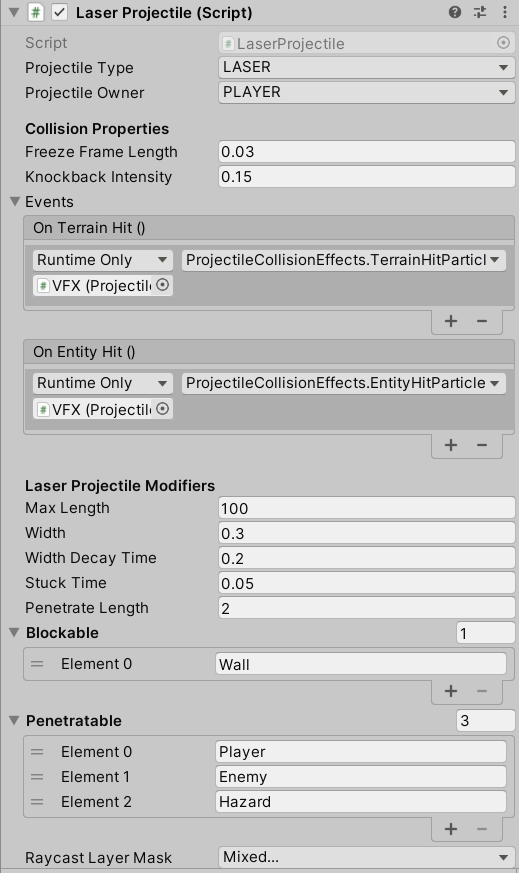 Laser Projectile (Script)
Script LaserProjectile
Projectile Type LASER
Projectile Owner PLAYER
Collision Properties
Freeze Frame Length 0.03
Knockback Intensity 0.15
Events
On Terrain Hit ()
Runtime Only ProjectileCollisionEffects.TerrainHitParticl
VFX (Projectil
On Entity Hit ()
Runtime Only ProjectileCollisionEffects.EntityHitParticle
VFX (Projectil
Laser Projectile Modifiers
Max Length 100
Width 0.3
Width Decay Time 0.2
Stuck Time 0.05
Penetrate Length 2
Blockable 1
Element 0 Wall
Penetratable 3
Element 0 Player
Element 1 Enemy
Element 2 Hazard
Raycast Layer Mask Mixed...